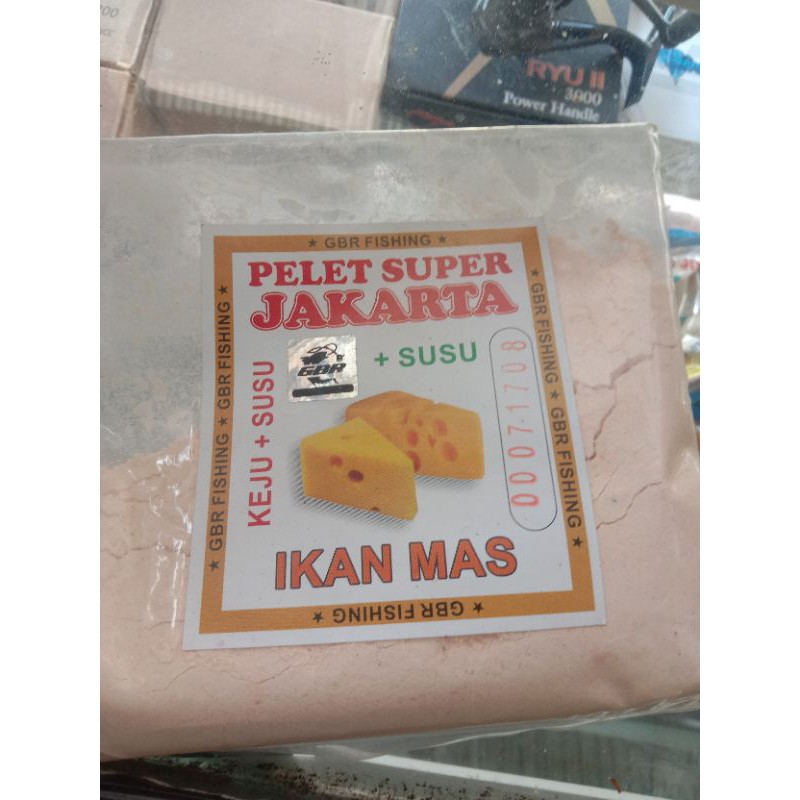 RYU II
3000
Power Handle
★ GBR FISHING ★
PELET SUPER
JAKARTA
GBR
+ SUSU
KEJU + SUSU
00071708
IKAN MAS
★ GBR FISHING ★ GBR FISHING ★
GBR FISHING ★ GBR FISHING ★
★ GBR FISHING ★